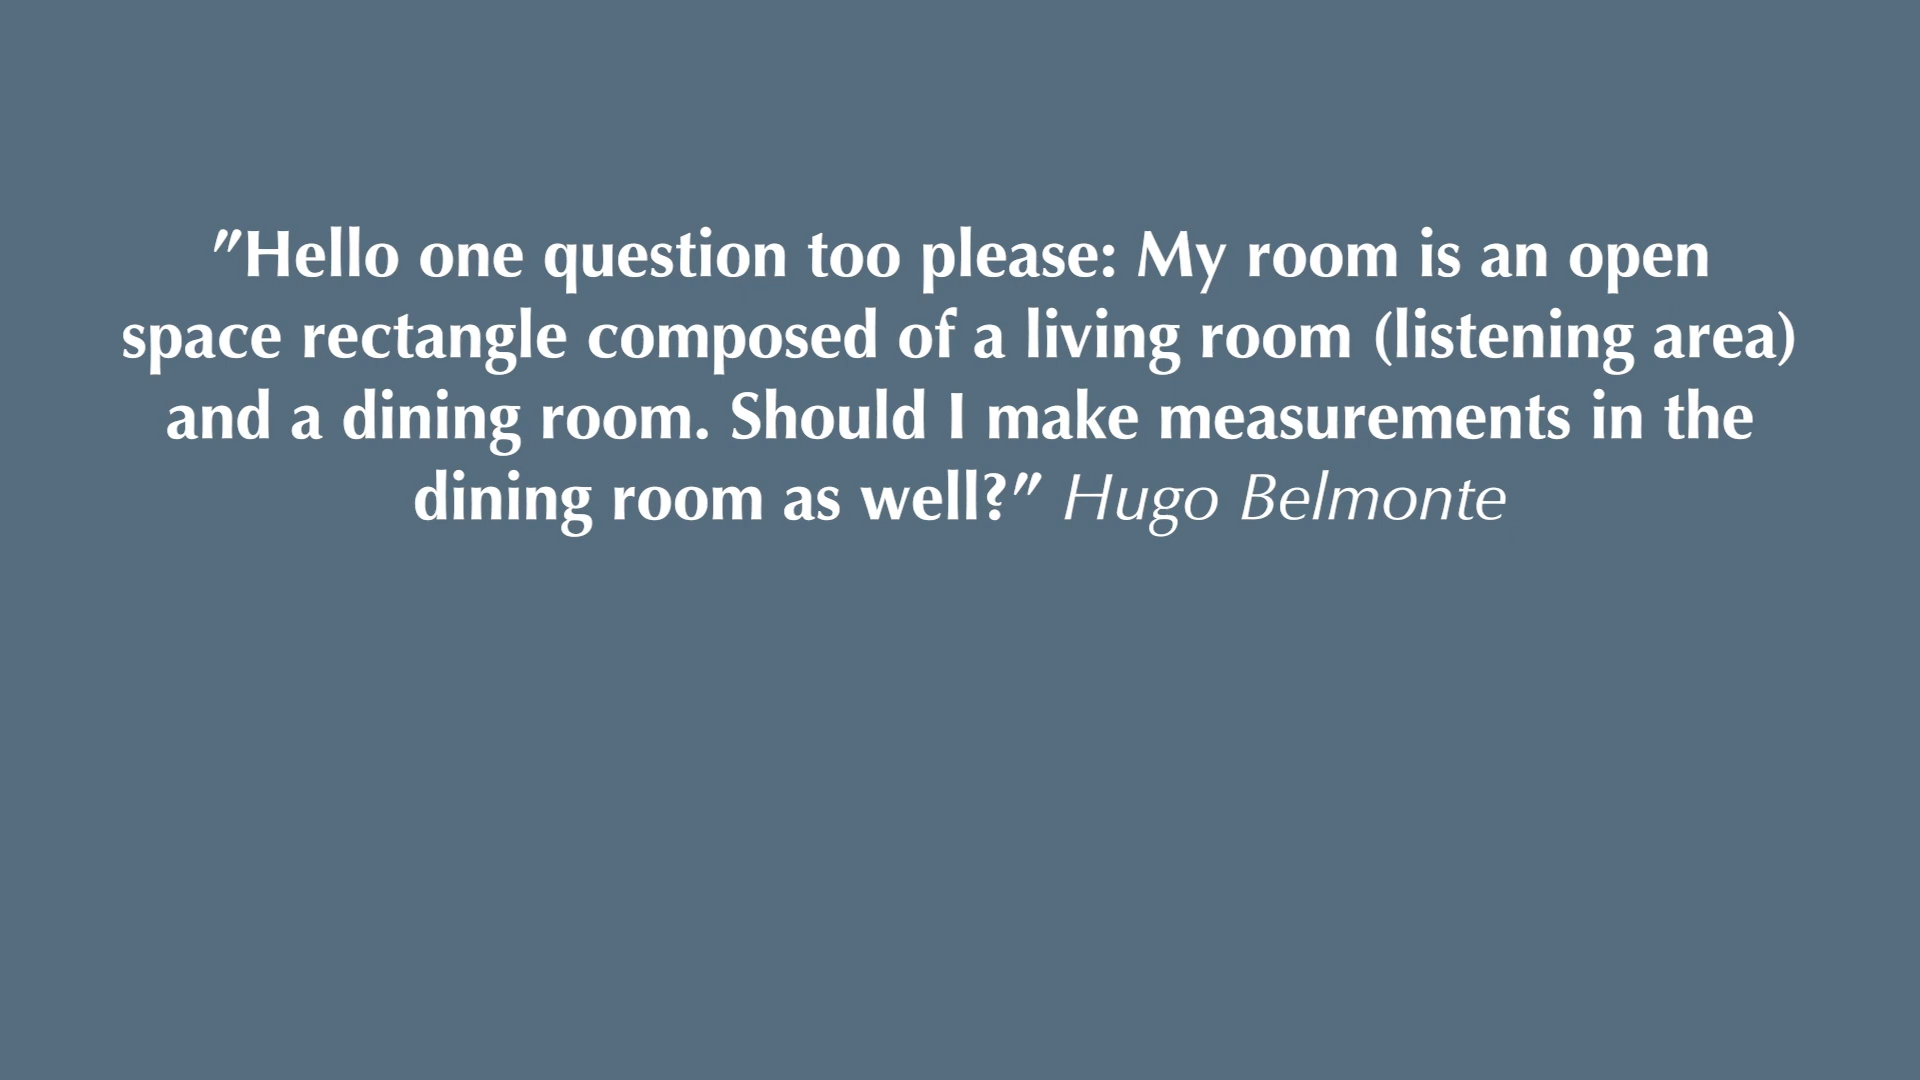 "Hello one question too please: My room is an open
space rectangle composed of a living room (listening area)
and a dining room. Should I make measurements in the
dining room as well?" Hugo Belmonte